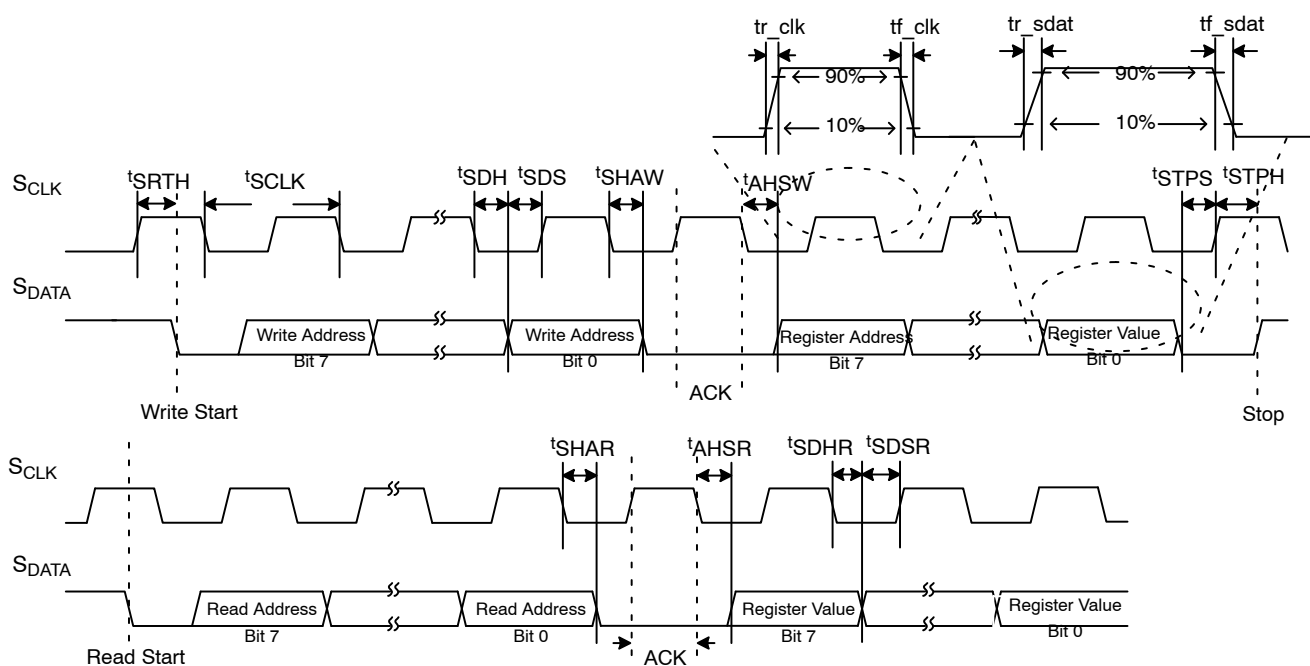 tr_clk tf_clk tr_sdat tf_sdat
90% 90%
10% 10%
SCLK tSRTH tSCLK tSDH tSDS tSHAW tAHSW tSTPS tSTPH
SDATA
Write Address Write Address Register Address Register Value
Bit 7 Bit 0 Bit 7 Bit 0
ACK
Write Start Stop
SCLK tSHAR tAHSR tSDHR tSDSR
SDATA
Read Address Read Address Register Value Register Value
Bit 7 Bit 0 Bit 7 Bit 0
Read Start ACK